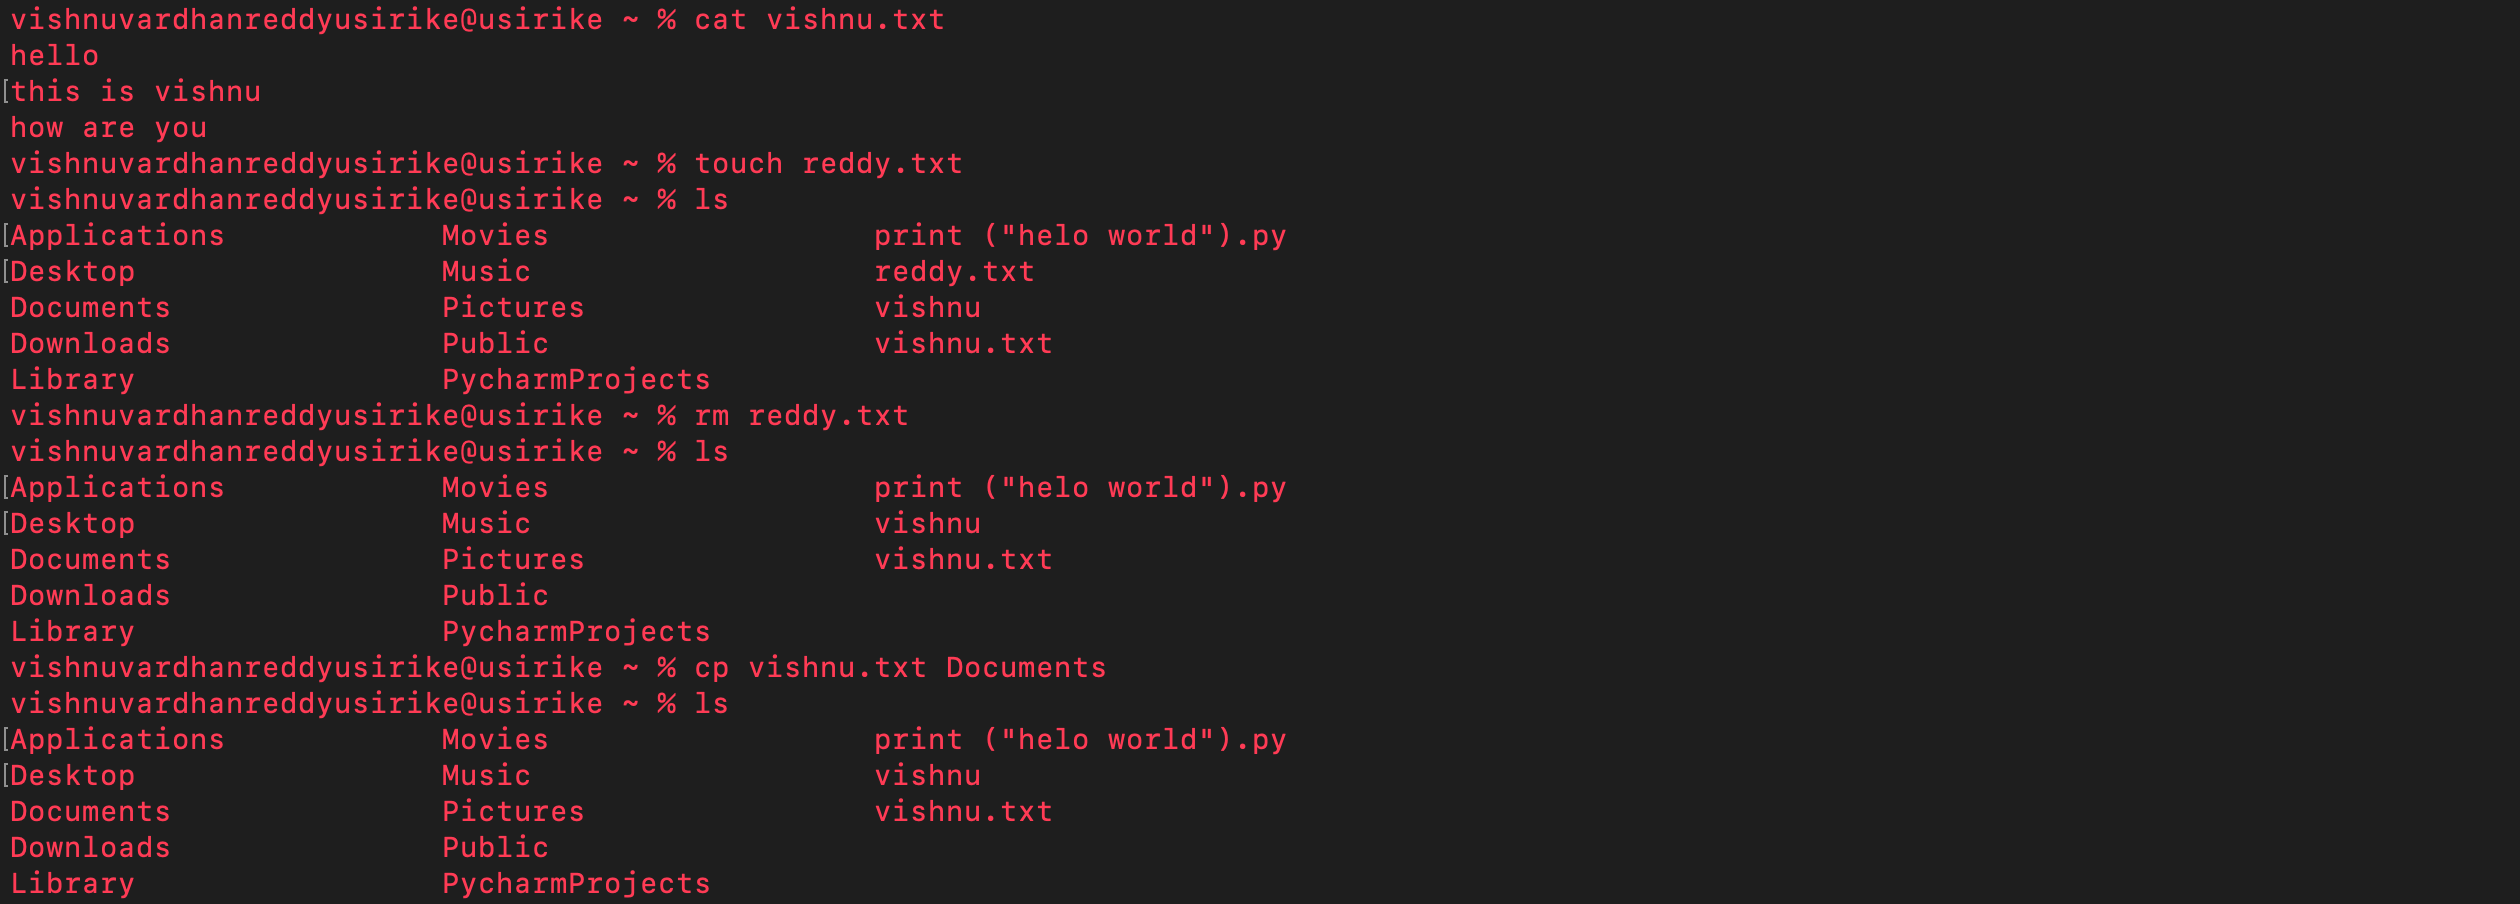 vishnuvardhanreddyusirike@usirike ~ % cat vishnu.txt
hello
[this is vishnu
how are you
vishnuvardhanreddyusirike@usirike ~ % touch reddy.txt
vishnuvardhanreddyusirike@usirike ~ % ls
[Applications            Movies                  print ("helo world").py
[Desktop                 Music                   reddy.txt
Documents               Pictures                vishnu
Downloads               Public                  vishnu.txt
Library                 PycharmProjects
vishnuvardhanreddyusirike@usirike ~ % rm reddy.txt
vishnuvardhanreddyusirike@usirike ~ % ls
[Applications            Movies                  print ("helo world").py
[Desktop                 Music                   vishnu
Documents               Pictures                vishnu.txt
Downloads               Public
Library                 PycharmProjects
vishnuvardhanreddyusirike@usirike ~ % cp vishnu.txt Documents
vishnuvardhanreddyusirike@usirike ~ % ls
[Applications            Movies                  print ("helo world").py
[Desktop                 Music                   vishnu
Documents               Pictures                vishnu.txt
Downloads               Public
Library                 PycharmProjects